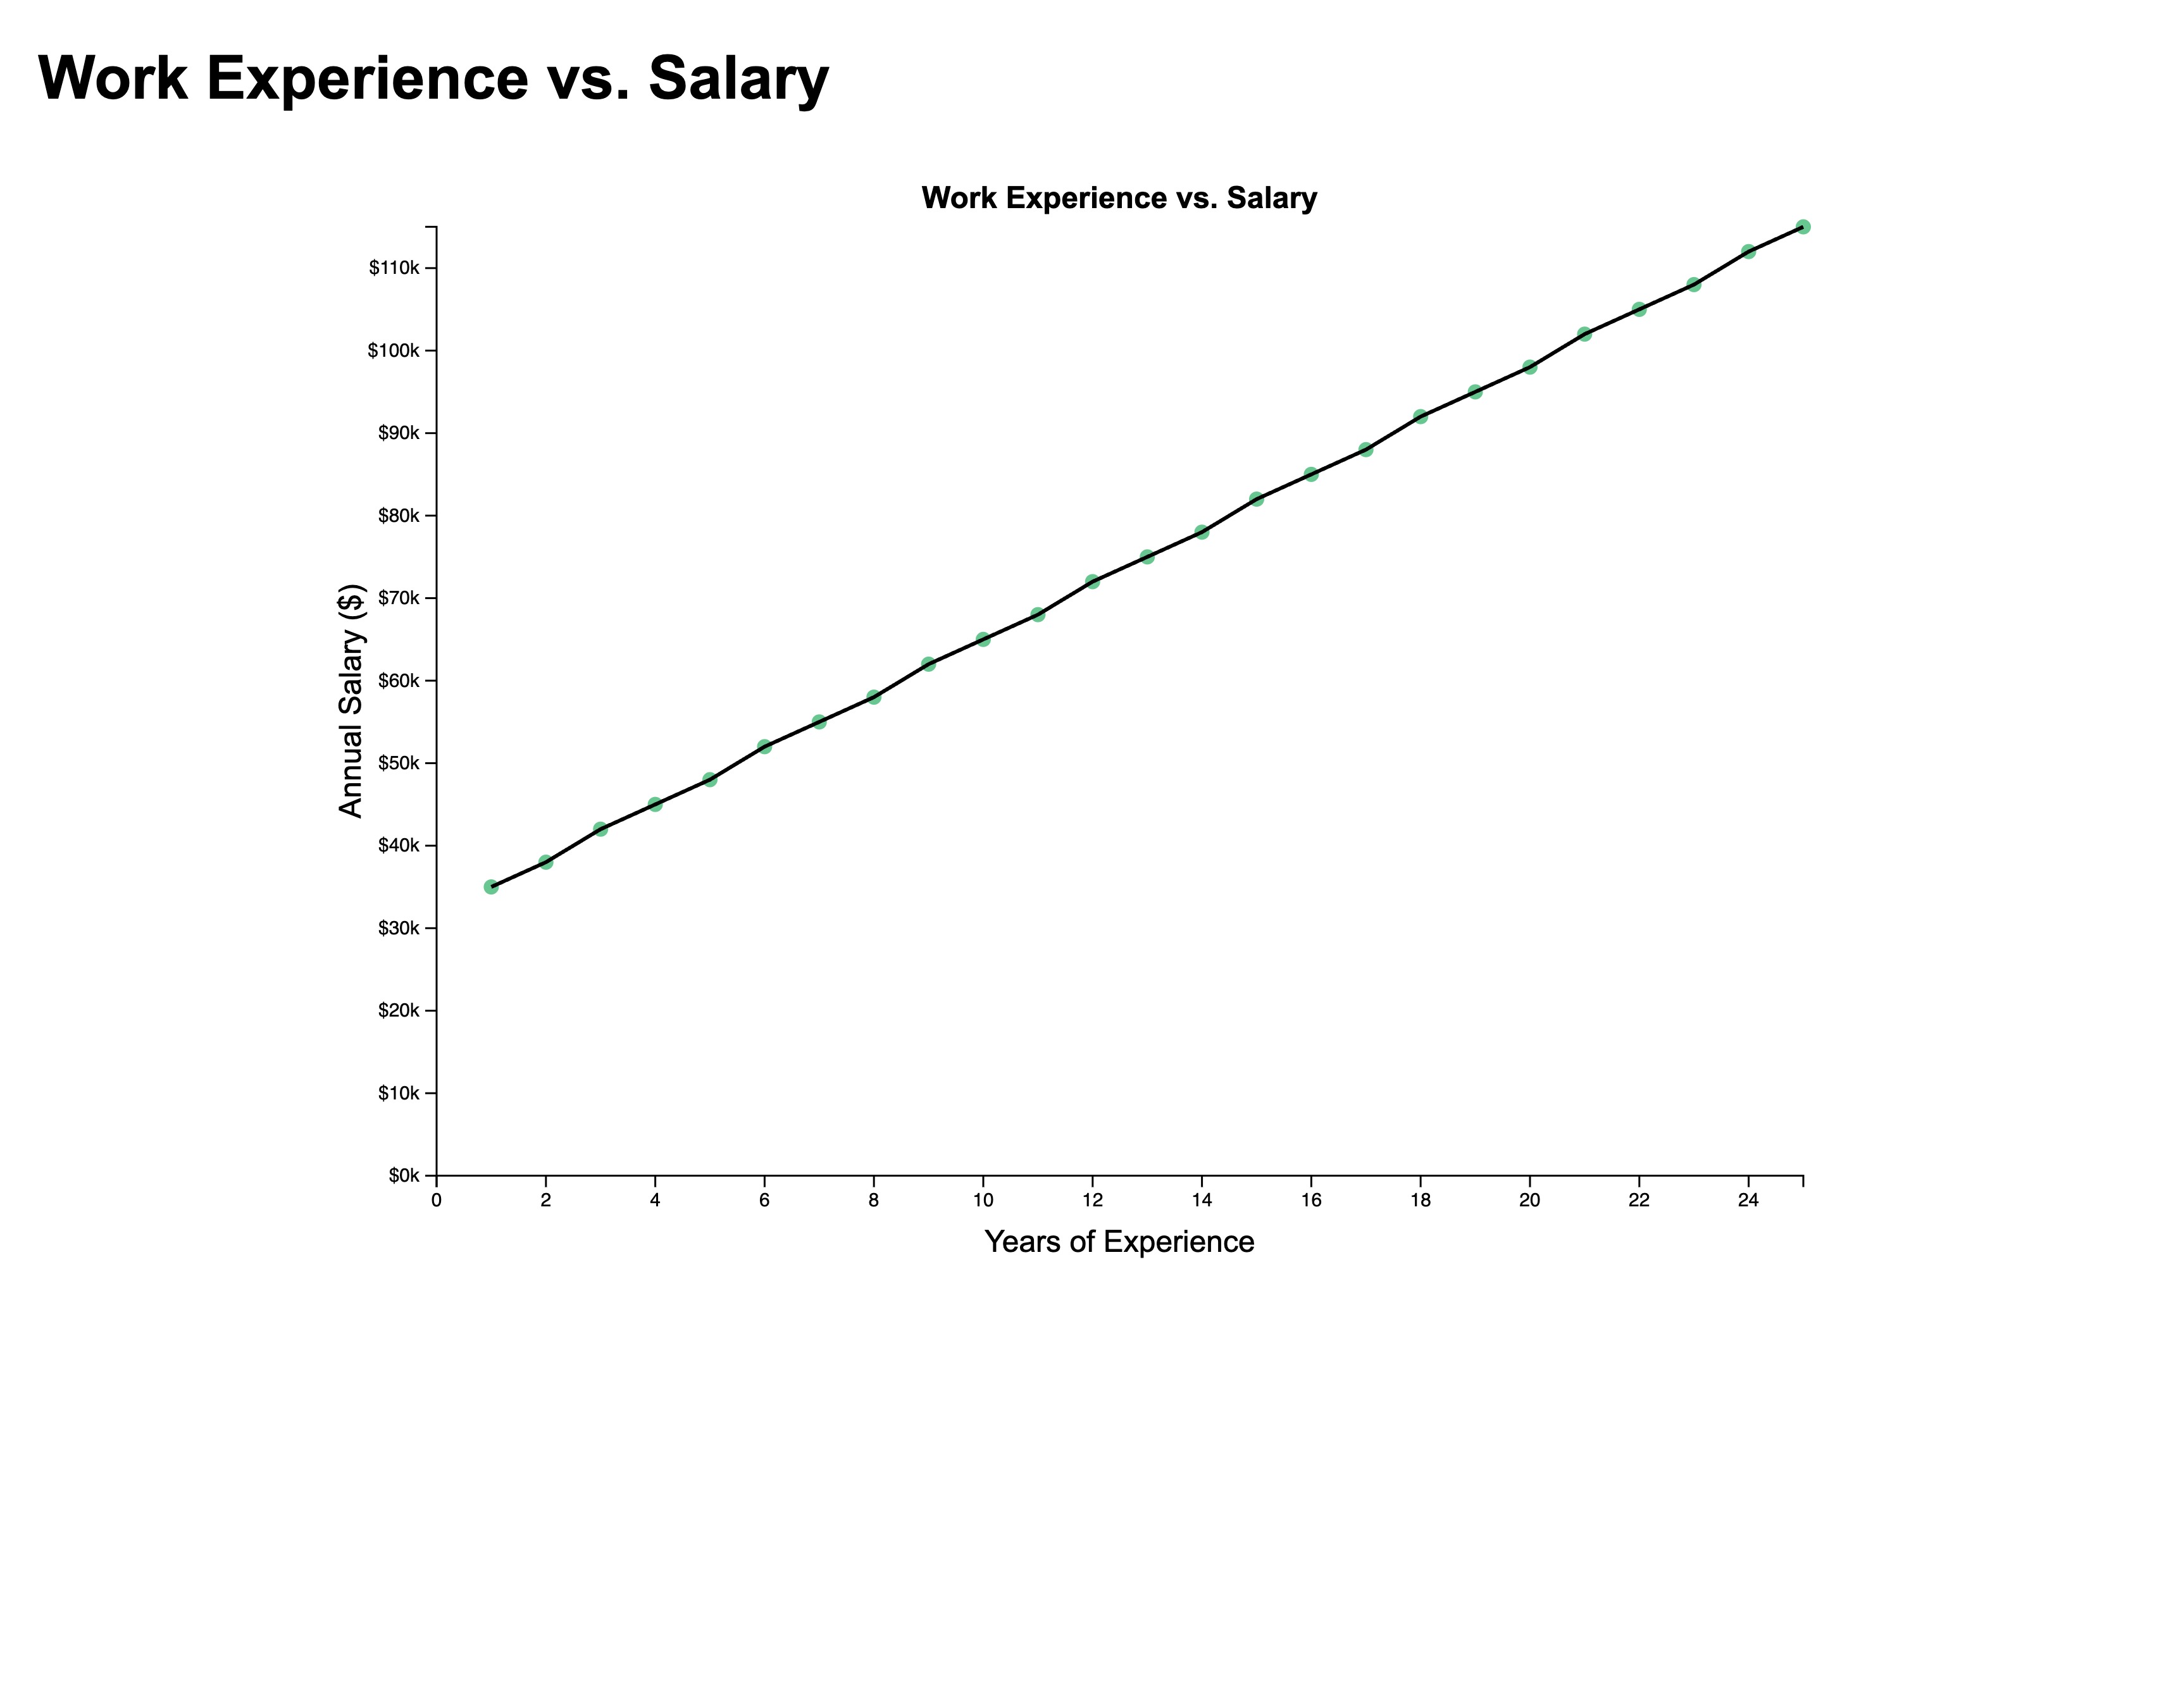 Work Experience vs. Salary
Work Experience vs. Salary
$110k
$100k
$90k
$80k
$70k
$60k
$50k
$40k
$30k
$20k
$10k
$0k
Annual Salary ($)
0 2 4 6 8 10 12 14 16 18 20 22 24
Years of Experience